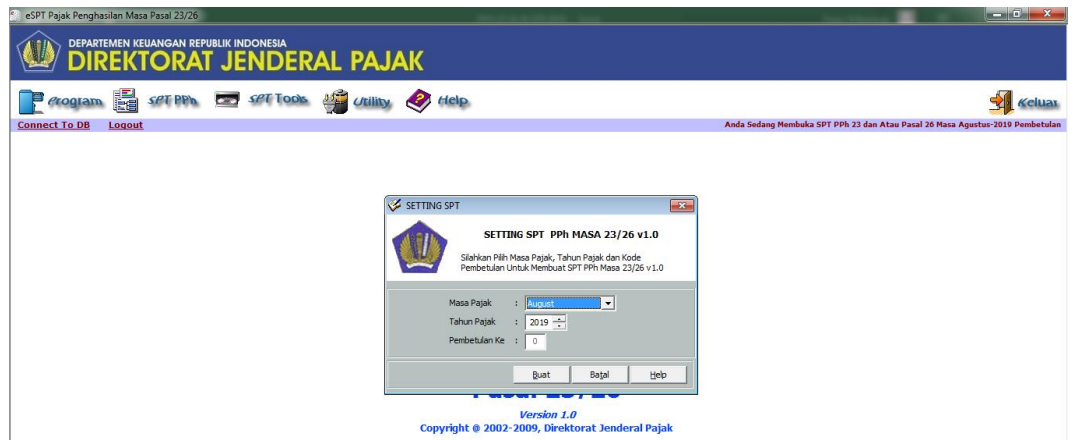 eSPT Pajak Penghasilan Masa Pasal 23/26
DEPARTEMEN KEUANGAN REPUBLIK INDONESIA
DIREKTORAT JENDERAL PAJAK
Program SPT PPh SPT Tools Utility Help Keluar
Connect To DB Logout Anda Sedang Membuka SPT PPh 23 dan Atau Pasal 26 Masa Agustus-2019 Pembetulan
SETTING SPT
SETTING SPT PPh MASA 23/26 v1.0
Silahkan Pilih Masa Pajak, Tahun Pajak dan Kode
Pembetulan Untuk Membuat SPT PPh Masa 23/26 v1.0
Masa Pajak : August
Tahun Pajak : 2019
Pembetulan Ke : 0
Buat Batal Help
Version 1.0
Copyright @ 2002-2009, Direktorat Jenderal Pajak